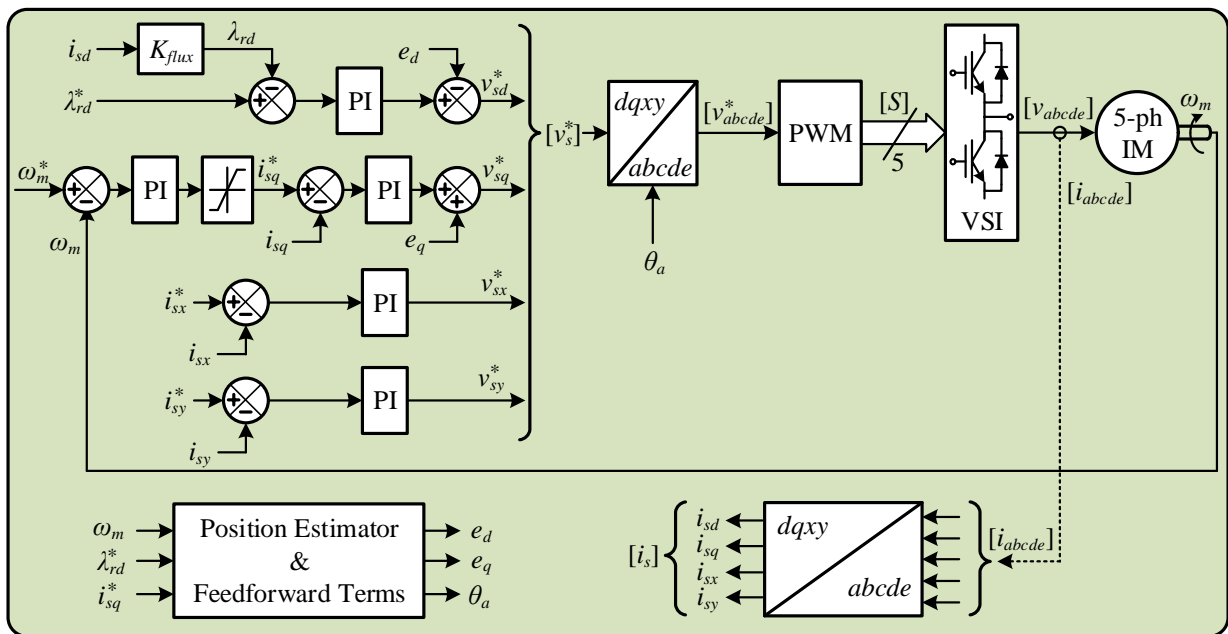 i_sd
K_flux
λ_rd
λ*_rd
+
−
PI
e_d
+
−
v*_sd
ω*_m
+
−
PI
i*_sq
+
−
PI
+
+
v*_sq
ω_m
i_sq
e_q
i*_sx
+
−
PI
v*_sx
i_sx
i*_sy
+
−
PI
v*_sy
i_sy
[v*_s]
dqxy
abcde
θ_a
[v*_abcde]
PWM
[S]
5
VSI
[v_abcde]
5-ph
IM
ω_m
[i_abcde]
ω_m
λ*_rd
i*_sq
Position Estimator
&
Feedforward Terms
e_d
e_q
θ_a
[i_s]
i_sd
i_sq
i_sx
i_sy
dqxy
abcde
[i_abcde]